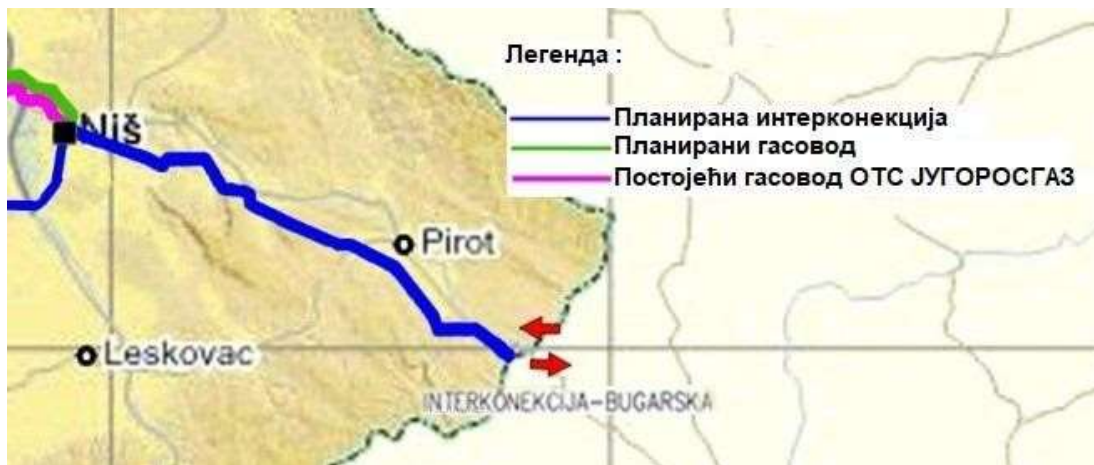 Легенда :
Планирана интерконекција
Планирани гасовод
Постојећи гасовод ОТС ЈУГОРОСГАЗ
Niš
Pirot
Leskovac
INTERKONEKCIJA-BUGARSKA